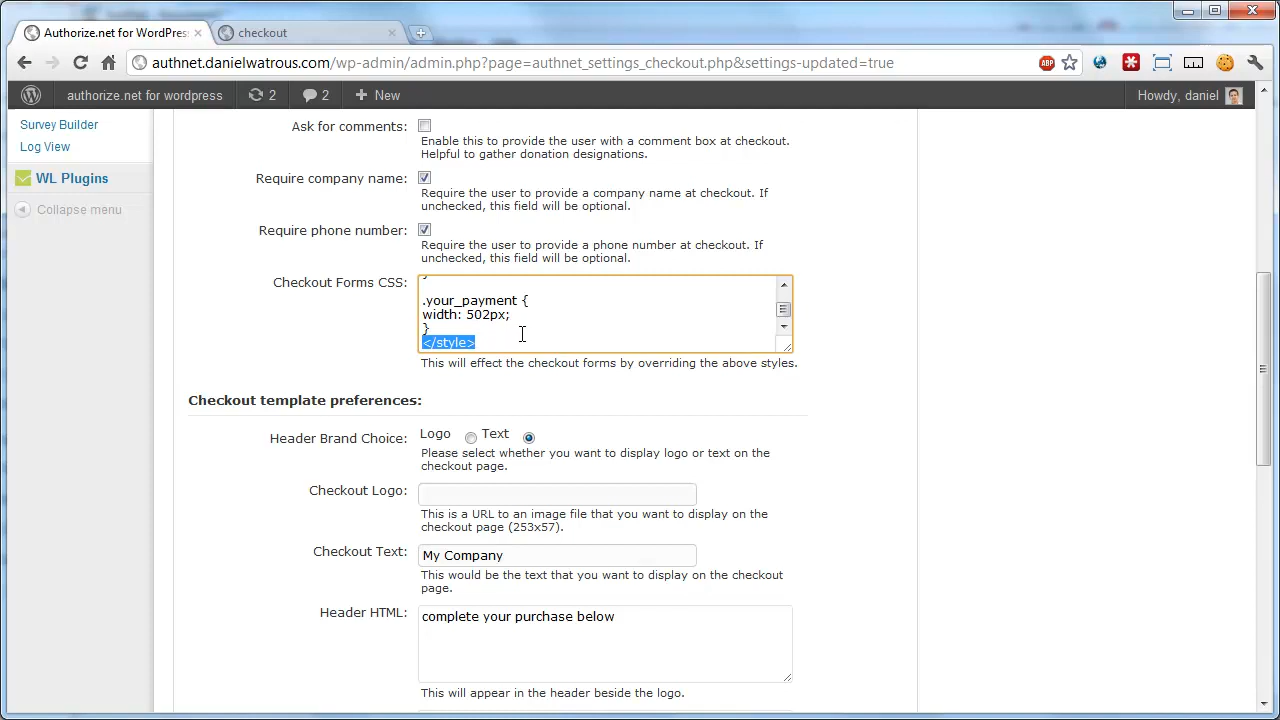 Authorize.net for WordPress
checkout
authnet.danielwatrous.com/wp-admin/admin.php?page=authnet_settings_checkout.php&settings-updated=true
ABP
authorize.net for wordpress
2
2
New
Howdy, daniel
Survey Builder
Log View
WL Plugins
Collapse menu
Ask for comments:
Enable this to provide the user with a comment box at checkout.
Helpful to gather donation designations.
Require company name:
Require the user to provide a company name at checkout. If
unchecked, this field will be optional.
Require phone number:
Require the user to provide a phone number at checkout. If
unchecked, this field will be optional.
Checkout Forms CSS:
}
.your_payment {
width: 502px;
}
</style>
This will effect the checkout forms by overriding the above styles.
Checkout template preferences:
Header Brand Choice:
Logo
Text
Please select whether you want to display logo or text on the
checkout page.
Checkout Logo:
This is a URL to an image file that you want to display on the
checkout page (253x57).
Checkout Text:
My Company
This would be the text that you want to display on the checkout
page.
Header HTML:
complete your purchase below
This will appear in the header beside the logo.